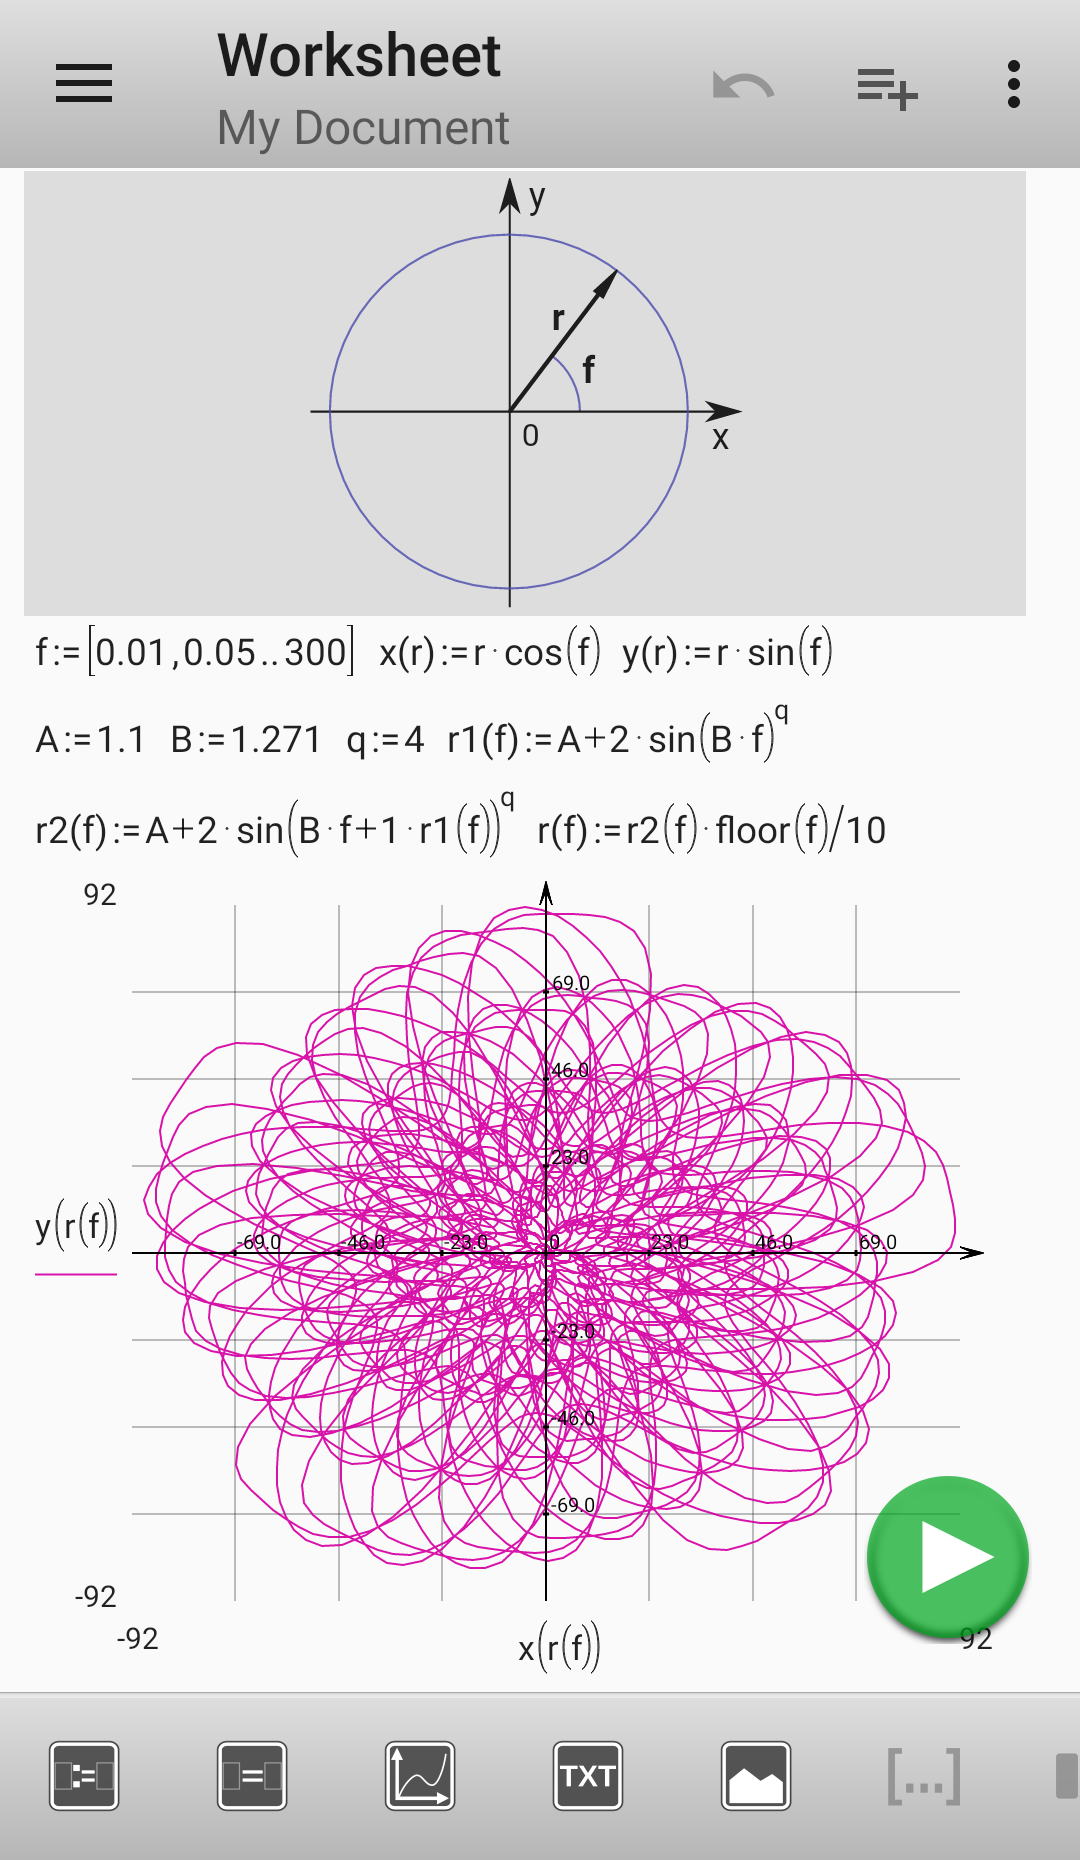 Worksheet
My Document
y
r
f
0
x
f:=[0.01,0.05..300] x(r):=r·cos(f) y(r):=r·sin(f)
A:=1.1 B:=1.271 q:=4 r1(f):=A+2·sin(B·f)^q
r2(f):=A+2·sin(B·f+1·r1(f))^q r(f):=r2(f)·floor(f)/10
92
69.0
46.0
23.0
y(r(f))
-69.0 -46.0 -23.0 0 23.0 46.0 69.0
-23.0
-46.0
-69.0
-92
-92 x(r(f)) 92
:= = TXT [...]